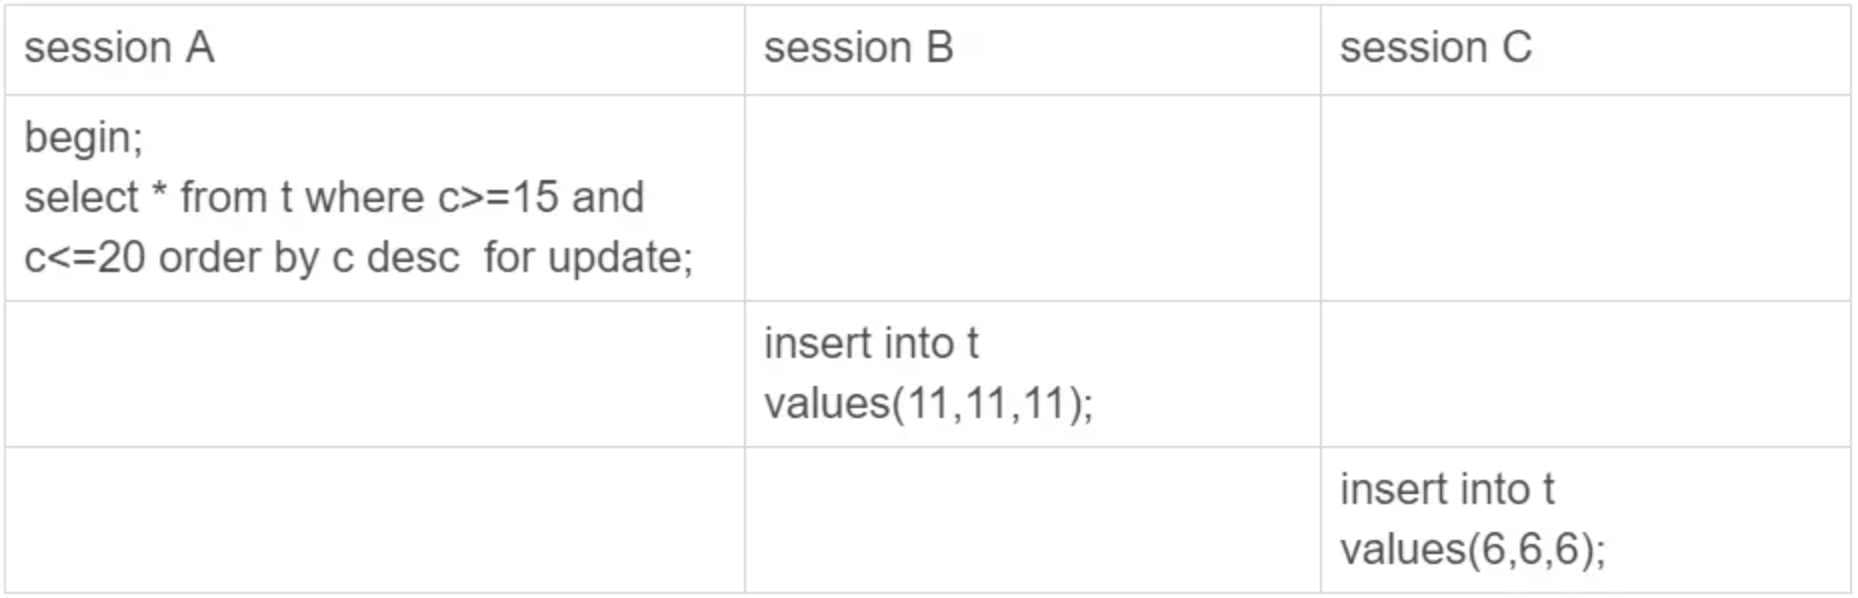 session A
session B
session C
begin;
select * from t where c>=15 and
c<=20 order by c desc  for update;
insert into t
values(11,11,11);
insert into t
values(6,6,6);